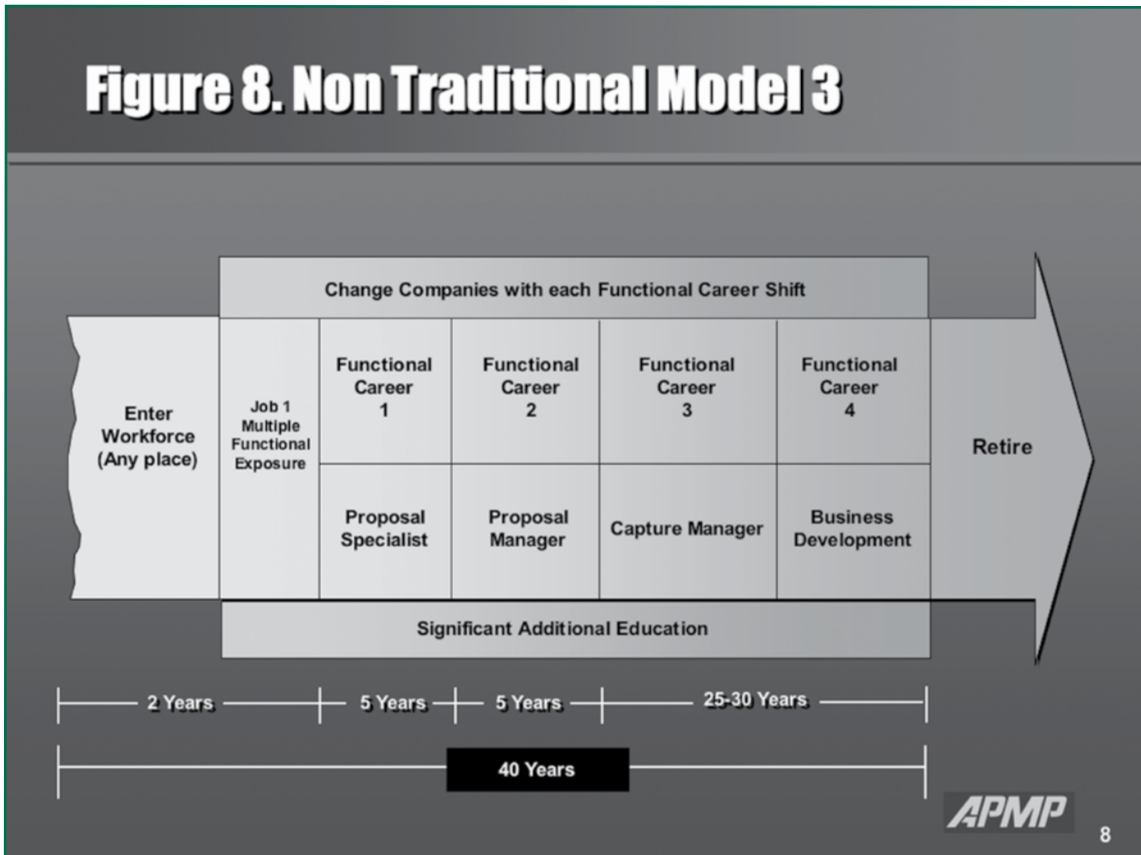 Figure 8. Non Traditional Model 3
Change Companies with each Functional Career Shift
Enter
Workforce
(Any place)
Job 1
Multiple
Functional
Exposure
Functional
Career
1
Functional
Career
2
Functional
Career
3
Functional
Career
4
Proposal
Specialist
Proposal
Manager
Capture Manager
Business
Development
Retire
Significant Additional Education
2 Years
5 Years
5 Years
25-30 Years
40 Years
APMP
8